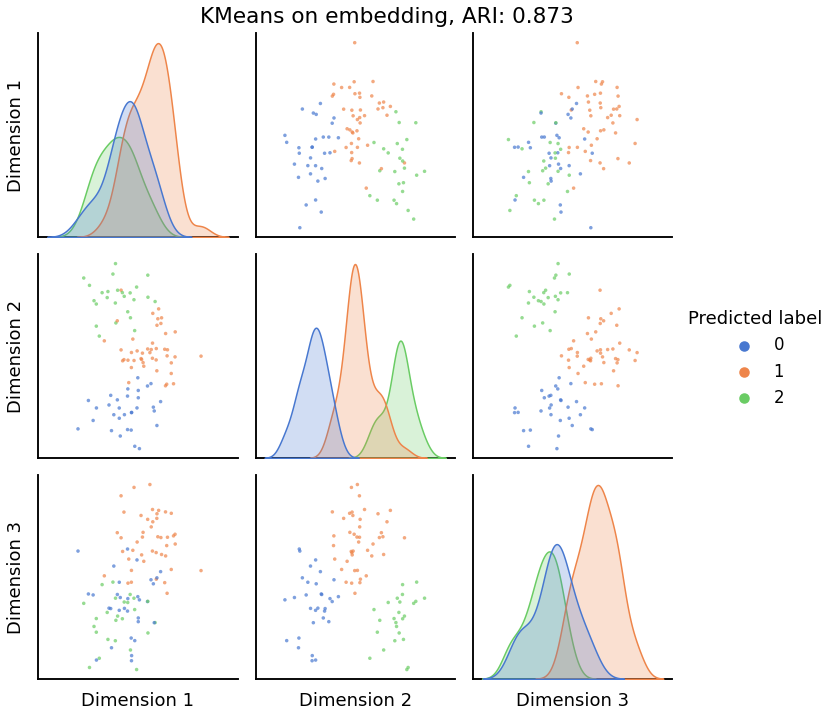 KMeans on embedding, ARI: 0.873
Dimension 1
Dimension 2
Dimension 3
Predicted label
0
1
2
Dimension 1
Dimension 2
Dimension 3